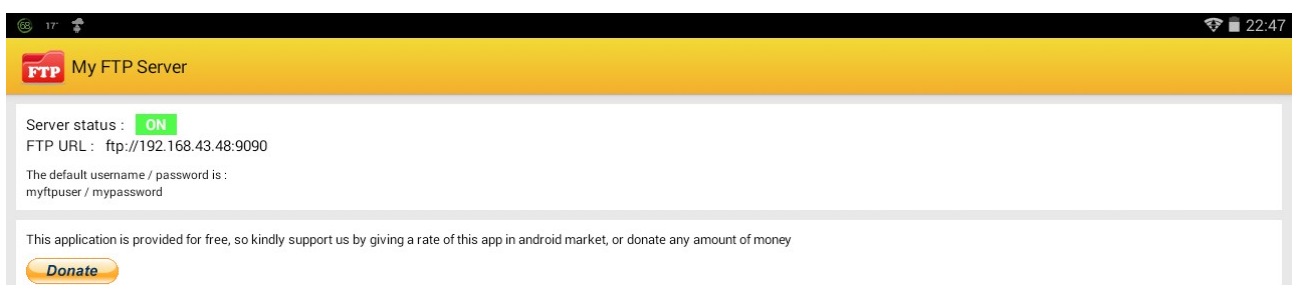 68 17° 22:47
FTP My FTP Server
Server status : ON
FTP URL : ftp://192.168.43.48:9090
The default username / password is :
myftpuser / mypassword
This application is provided for free, so kindly support us by giving a rate of this app in android market, or donate any amount of money
Donate